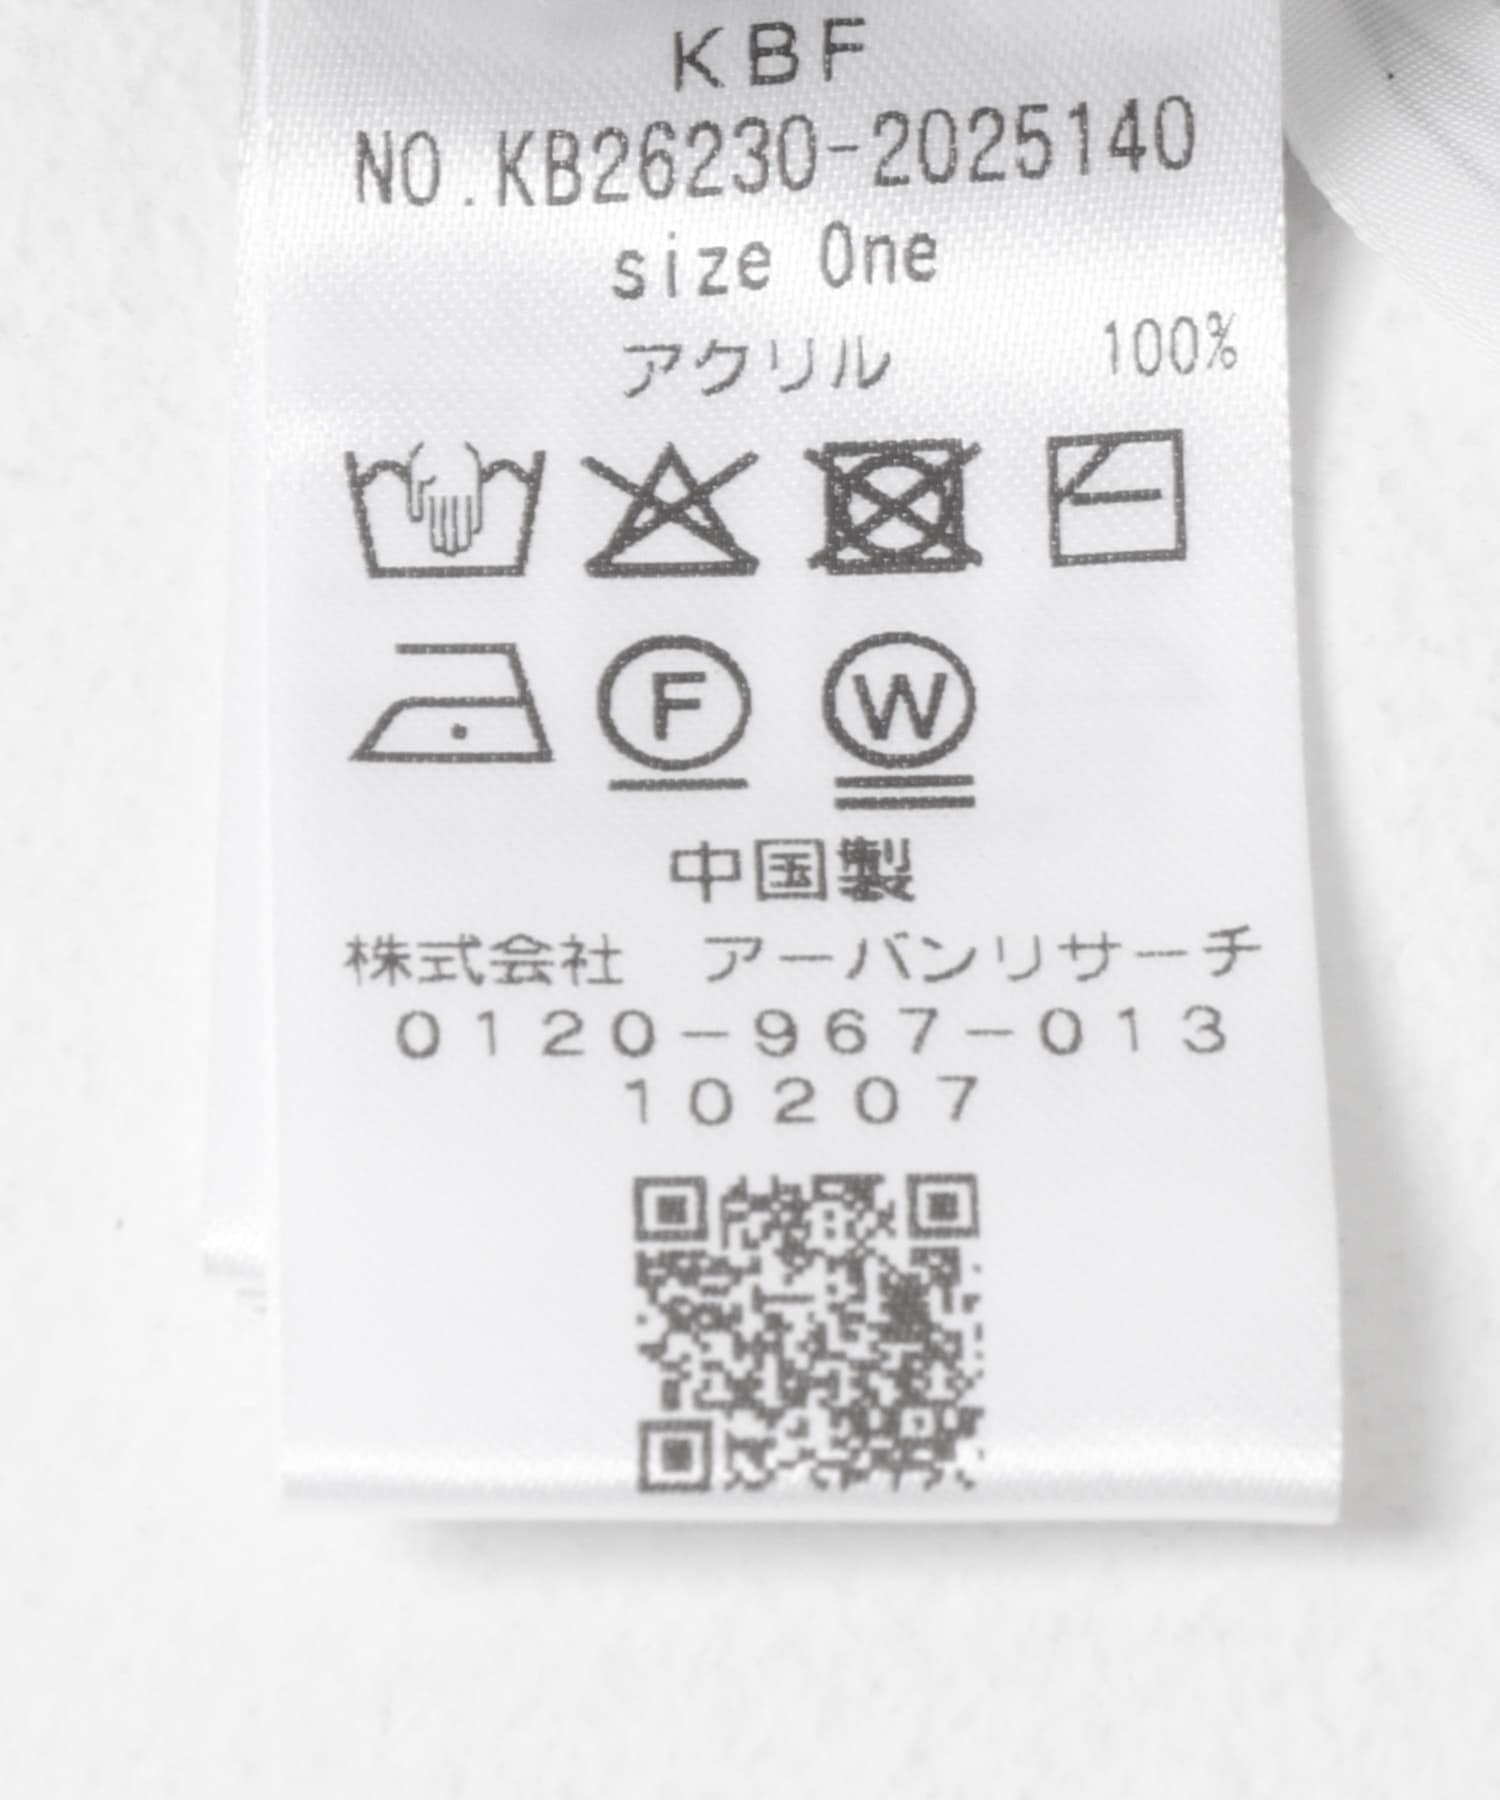 KBF
NO.KB26230-2025140
size One
アクリル 100%
F W
中国製
株式会社 アーバンリサーチ
0120-967-013
10207